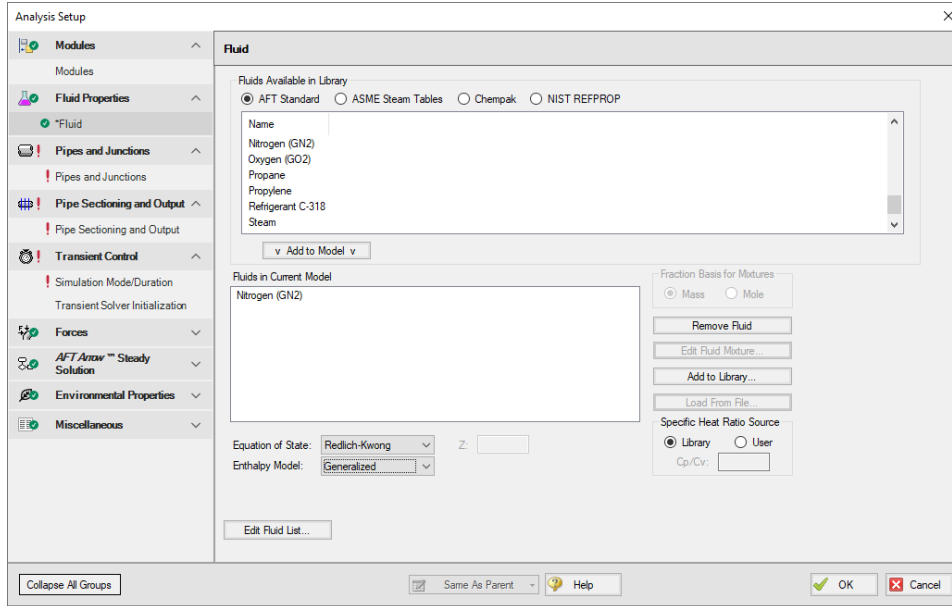 Analysis Setup
Modules
Modules
Fluid Properties
*Fluid
Pipes and Junctions
Pipes and Junctions
Pipe Sectioning and Output
Pipe Sectioning and Output
Transient Control
Simulation Mode/Duration
Transient Solver Initialization
Forces
AFT Arrow ™ Steady
Solution
Environmental Properties
Miscellaneous
Collapse All Groups
Fluid
Fluids Available in Library
AFT Standard
ASME Steam Tables
Chempak
NIST REFPROP
Name
Nitrogen (GN2)
Oxygen (GO2)
Propane
Propylene
Refrigerant C-318
Steam
v Add to Model v
Fluids in Current Model
Nitrogen (GN2)
Fraction Basis for Mixtures
Mass
Mole
Remove Fluid
Edit Fluid Mixture...
Add to Library...
Load From File...
Specific Heat Ratio Source
Library
User
Cp/Cv:
Equation of State: Redlich-Kwong
Z:
Enthalpy Model: Generalized
Edit Fluid List...
Same As Parent
Help
OK
Cancel